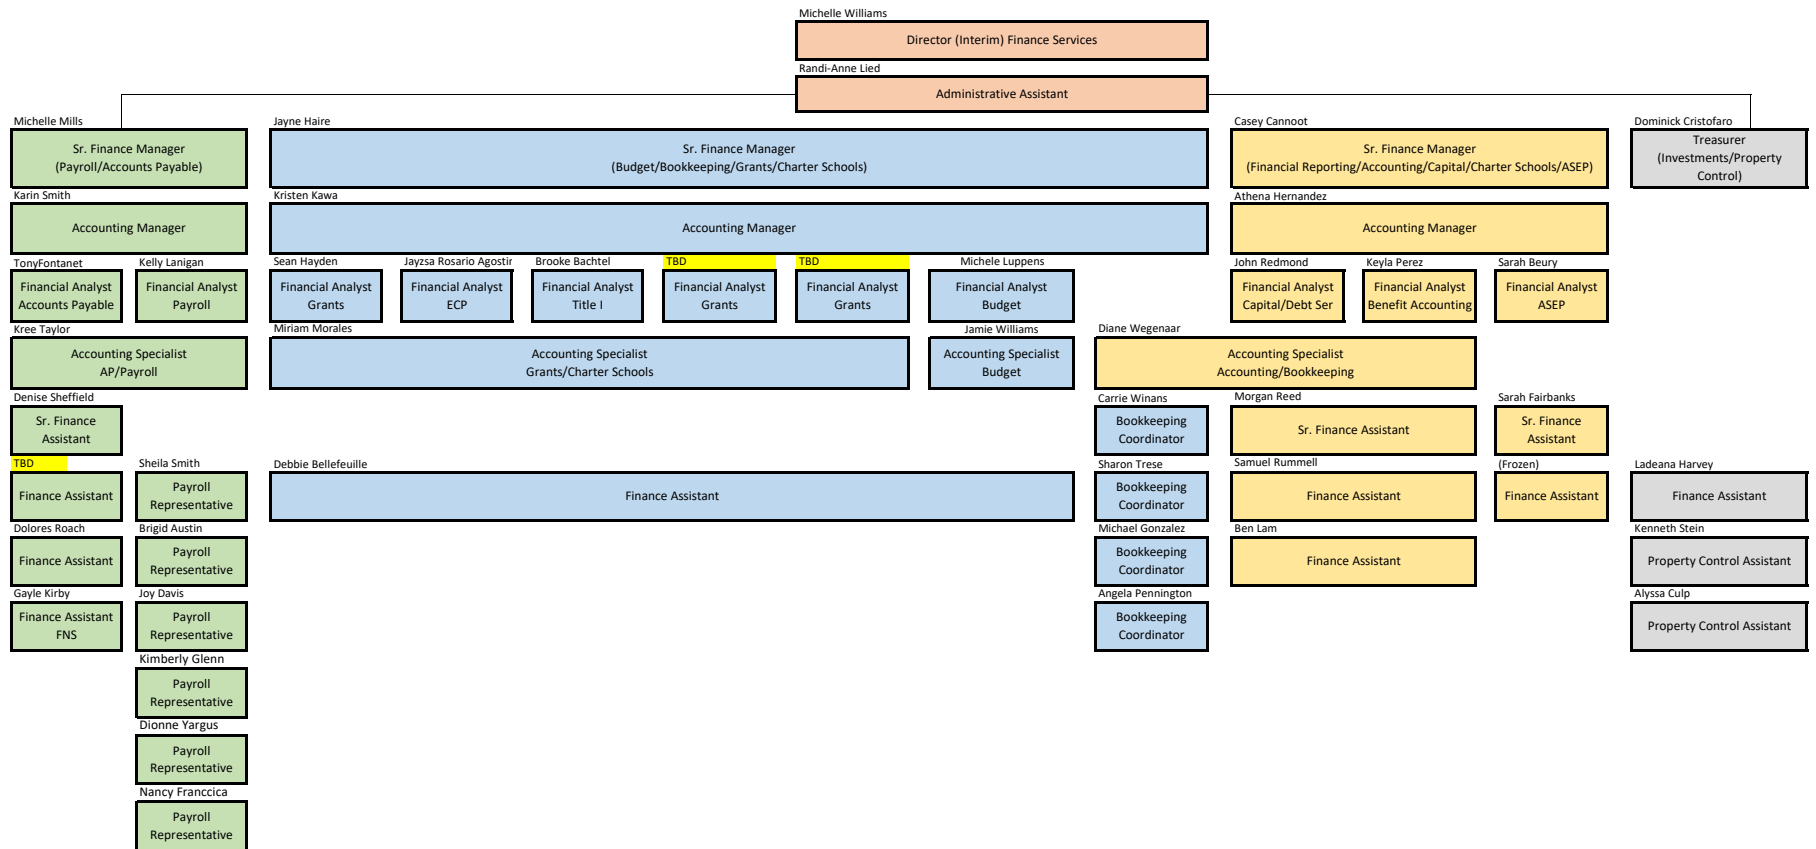 Michelle Williams
Director (Interim) Finance Services
Randi-Anne Lied
Administrative Assistant
Michelle Mills
Jayne Haire
Casey Cannoot
Dominick Cristofaro
Sr. Finance Manager
(Payroll/Accounts Payable)
Sr. Finance Manager
(Budget/Bookkeeping/Grants/Charter Schools)
Sr. Finance Manager
(Financial Reporting/Accounting/Capital/Charter Schools/ASEP)
Treasurer
(Investments/Property
Control)
Karin Smith
Kristen Kawa
Athena Hernandez
Accounting Manager
Accounting Manager
Accounting Manager
TonyFontanet
Kelly Lanigan
Sean Hayden
Jayzsa Rosario Agostir
Brooke Bachtel
TBD
TBD
Michele Luppens
John Redmond
Keyla Perez
Sarah Beury
Financial Analyst
Accounts Payable
Financial Analyst
Payroll
Financial Analyst
Grants
Financial Analyst
ECP
Financial Analyst
Title I
Financial Analyst
Grants
Financial Analyst
Grants
Financial Analyst
Budget
Financial Analyst
Capital/Debt Ser
Financial Analyst
Benefit Accounting
Financial Analyst
ASEP
Kree Taylor
Miriam Morales
Jamie Williams
Diane Wegenaar
Accounting Specialist
AP/Payroll
Accounting Specialist
Grants/Charter Schools
Accounting Specialist
Budget
Accounting Specialist
Accounting/Bookkeeping
Denise Sheffield
Carrie Winans
Morgan Reed
Sarah Fairbanks
Sr. Finance
Assistant
Bookkeeping
Coordinator
Sr. Finance Assistant
Sr. Finance
Assistant
TBD
Sheila Smith
Debbie Bellefeuille
Sharon Trese
Samuel Rummell
(Frozen)
Ladeana Harvey
Finance Assistant
Payroll
Representative
Finance Assistant
Bookkeeping
Coordinator
Finance Assistant
Finance Assistant
Finance Assistant
Dolores Roach
Brigid Austin
Michael Gonzalez
Ben Lam
Kenneth Stein
Finance Assistant
Payroll
Representative
Bookkeeping
Coordinator
Finance Assistant
Property Control Assistant
Gayle Kirby
Joy Davis
Angela Pennington
Alyssa Culp
Finance Assistant
FNS
Payroll
Representative
Bookkeeping
Coordinator
Property Control Assistant
Kimberly Glenn
Payroll
Representative
Dionne Yargus
Payroll
Representative
Nancy Franccica
Payroll
Representative